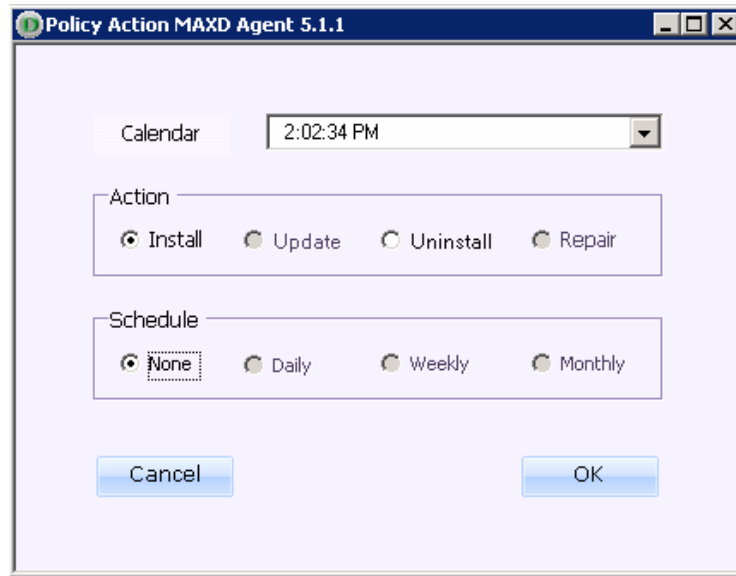 Policy Action MAXD Agent 5.1.1
Calendar 2:02:34 PM
Action
Install Update Uninstall Repair
Schedule
None Daily Weekly Monthly
Cancel OK